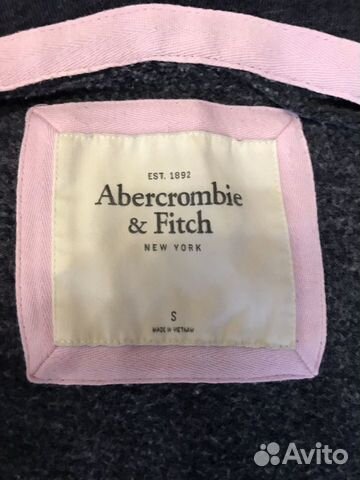 EST. 1892
Abercrombie
& Fitch
NEW YORK
S
MADE IN VIETNAM
Avito